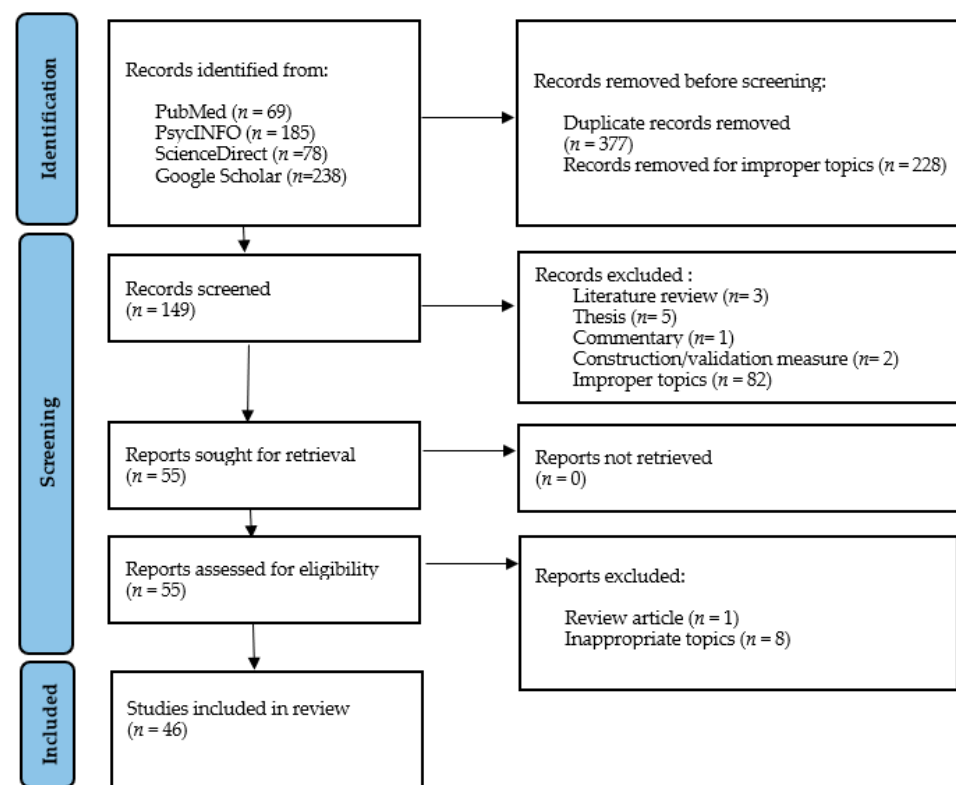 Identification
Records identified from:
PubMed (n = 69)
PsycINFO (n = 185)
ScienceDirect (n =78)
Google Scholar (n=238)
Records removed before screening:
Duplicate records removed
(n = 377)
Records removed for improper topics (n = 228)
Screening
Records screened
(n = 149)
Records excluded :
Literature review (n= 3)
Thesis (n= 5)
Commentary (n= 1)
Construction/validation measure (n= 2)
Improper topics (n = 82)
Reports sought for retrieval
(n = 55)
Reports not retrieved
(n = 0)
Reports assessed for eligibility
(n = 55)
Reports excluded:
Review article (n = 1)
Inappropriate topics (n = 8)
Included
Studies included in review
(n = 46)